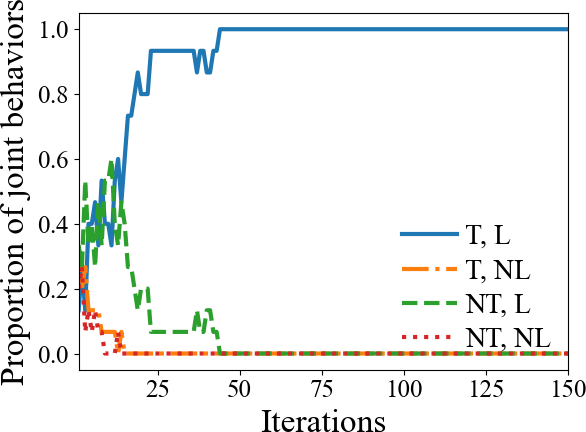 Proportion of joint behaviors
1.0
0.8
0.6
0.4
0.2
0.0
T, L
T, NL
NT, L
NT, NL
25 50 75 100 125 150
Iterations